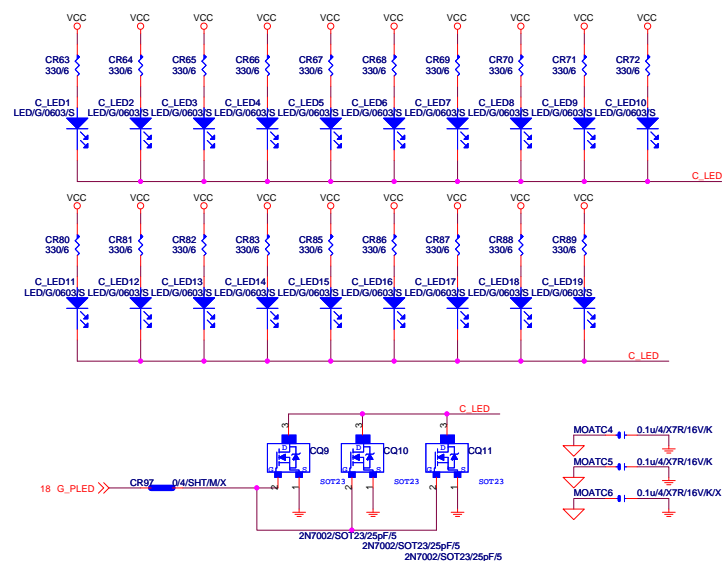 VCC VCC VCC VCC VCC VCC VCC VCC VCC VCC
CR63 CR64 CR65 CR66 CR67 CR68 CR69 CR70 CR71 CR72
330/6 330/6 330/6 330/6 330/6 330/6 330/6 330/6 330/6 330/6
C_LED1 C_LED2 C_LED3 C_LED4 C_LED5 C_LED6 C_LED7 C_LED8 C_LED9 C_LED10
LED/G/0603/S LED/G/0603/S LED/G/0603/S LED/G/0603/S LED/G/0603/S LED/G/0603/S LED/G/0603/S LED/G/0603/S LED/G/0603/S LED/G/0603/S
C_LED
VCC VCC VCC VCC VCC VCC VCC VCC VCC
CR80 CR81 CR82 CR83 CR85 CR86 CR87 CR88 CR89
330/6 330/6 330/6 330/6 330/6 330/6 330/6 330/6 330/6
C_LED11 C_LED12 C_LED13 C_LED14 C_LED15 C_LED16 C_LED17 C_LED18 C_LED19
LED/G/0603/S LED/G/0603/S LED/G/0603/S LED/G/0603/S LED/G/0603/S LED/G/0603/S LED/G/0603/S LED/G/0603/S LED/G/0603/S
C_LED
C_LED
3 3 3
D D D
CQ9 CQ10 CQ11
G S G S G S
SOT23 SOT23 SOT23
2 1 2 1 2 1
18 G_PLED
CR97 0/4/SHT/M/X
2N7002/SOT23/25pF/5
2N7002/SOT23/25pF/5
2N7002/SOT23/25pF/5
MOATC4 0.1u/4/X7R/16V/K
MOATC5 0.1u/4/X7R/16V/K
MOATC6 0.1u/4/X7R/16V/K/X